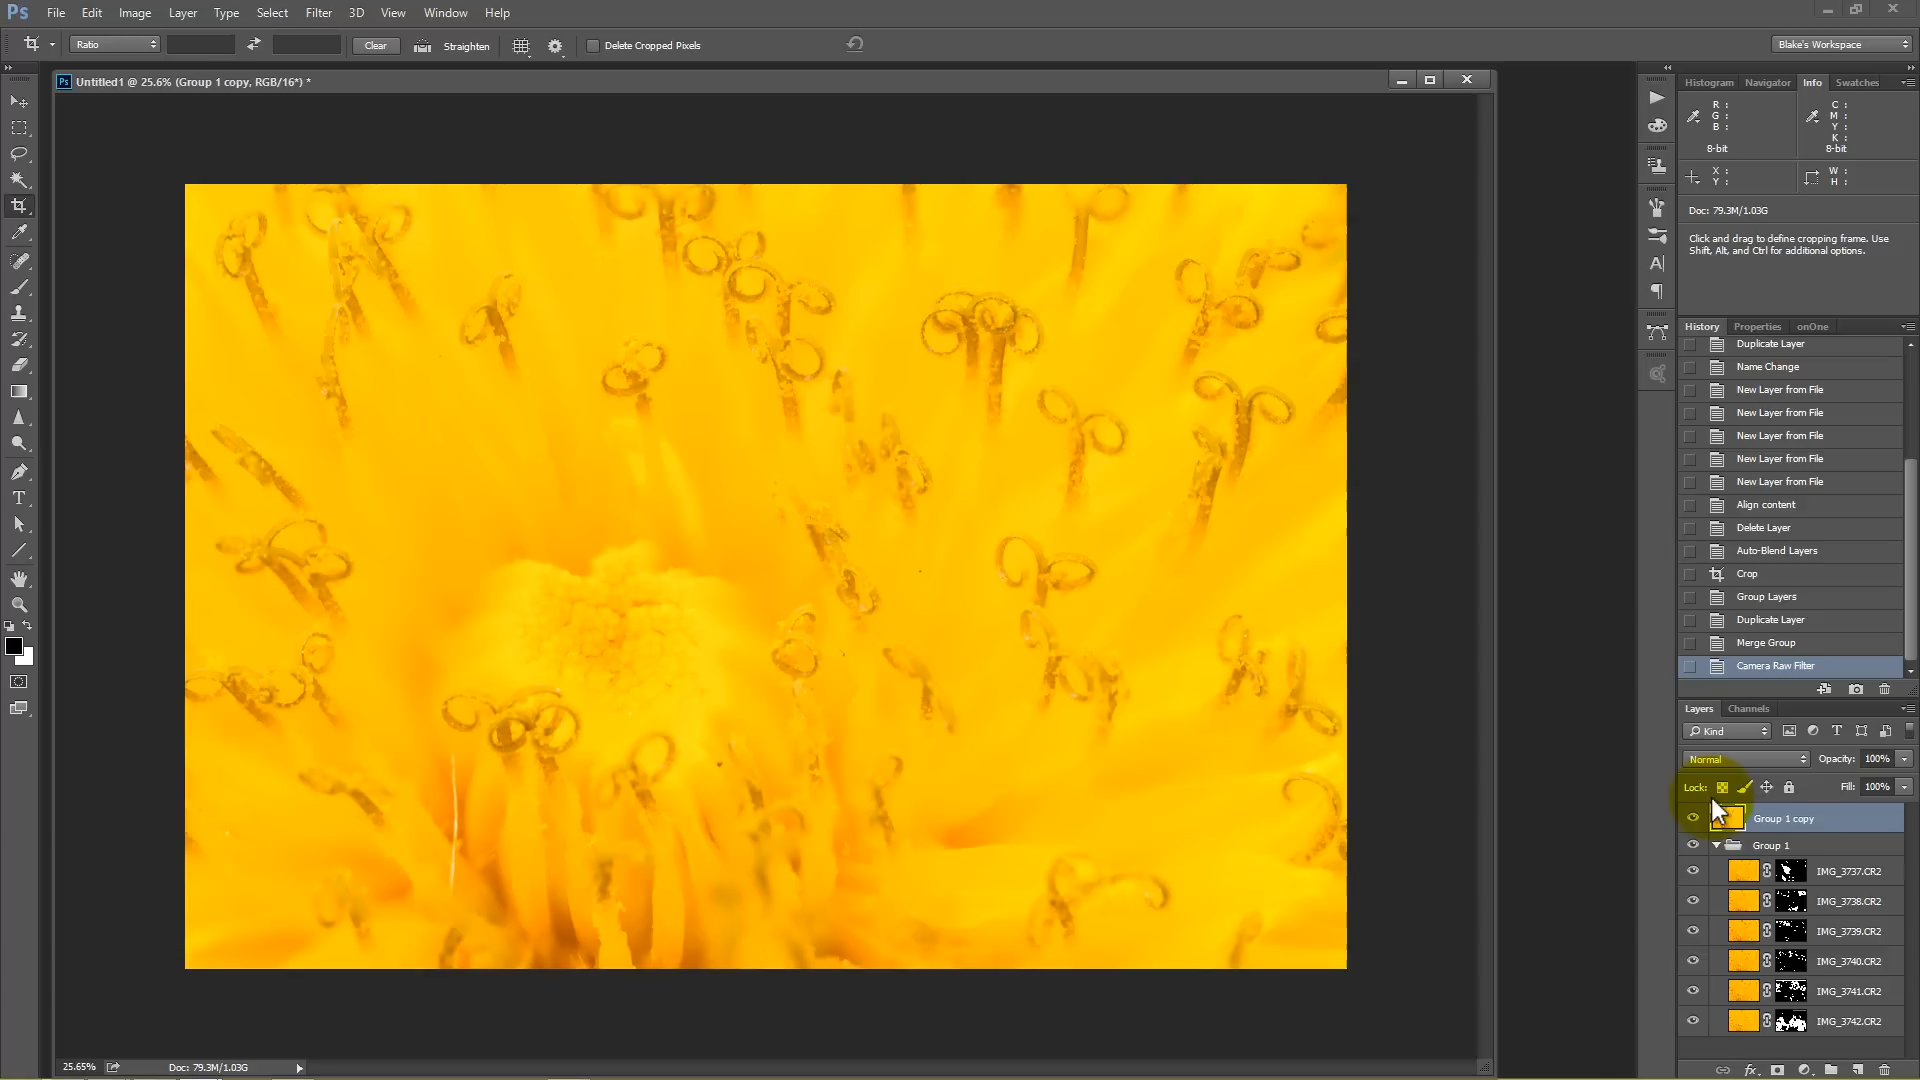 Ps File Edit Image Layer Type Select Filter 3D View Window Help
Ratio Clear Straighten Delete Cropped Pixels Blake's Workspace
Ps Untitled1 @ 25.6% (Group 1 copy, RGB/16*) *
Histogram Navigator Info Swatches
R : C :
G : M :
B : Y :
K :
8-bit 8-bit
X : W :
Y : H :
Doc: 79.3M/1.03G
Click and drag to define cropping frame. Use
Shift, Alt, and Ctrl for additional options.
History Properties onOne
Duplicate Layer
Name Change
New Layer from File
New Layer from File
New Layer from File
New Layer from File
New Layer from File
Align content
Delete Layer
Auto-Blend Layers
Crop
Group Layers
Duplicate Layer
Merge Group
Camera Raw Filter
Layers Channels
Kind T
Normal Opacity: 100%
Lock: Fill: 100%
Group 1 copy
Group 1
IMG_3737.CR2
IMG_3738.CR2
IMG_3739.CR2
IMG_3740.CR2
IMG_3741.CR2
IMG_3742.CR2
25.65% Doc: 79.3M/1.03G
fx